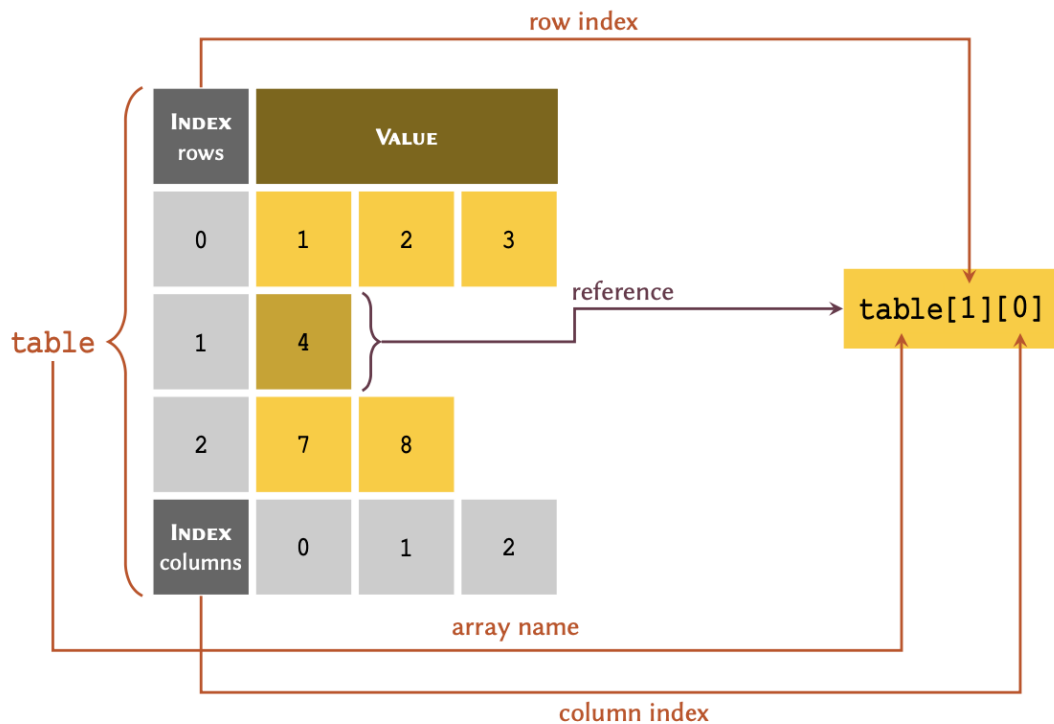 row index
INDEX
rows
VALUE
0 1 2 3
reference
table[1][0]
table
1 4
2 7 8
INDEX
columns
0 1 2
array name
column index